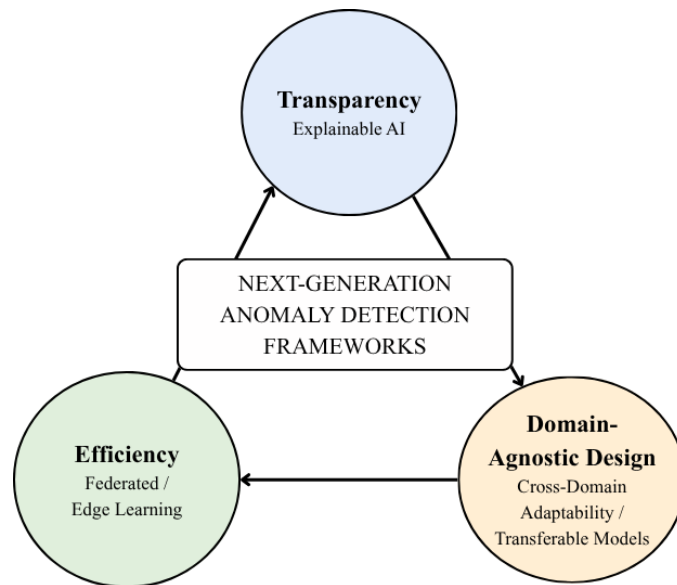 Transparency
Explainable AI
NEXT-GENERATION
ANOMALY DETECTION
FRAMEWORKS
Efficiency
Federated /
Edge Learning
Domain-
Agnostic Design
Cross-Domain
Adaptability /
Transferable Models